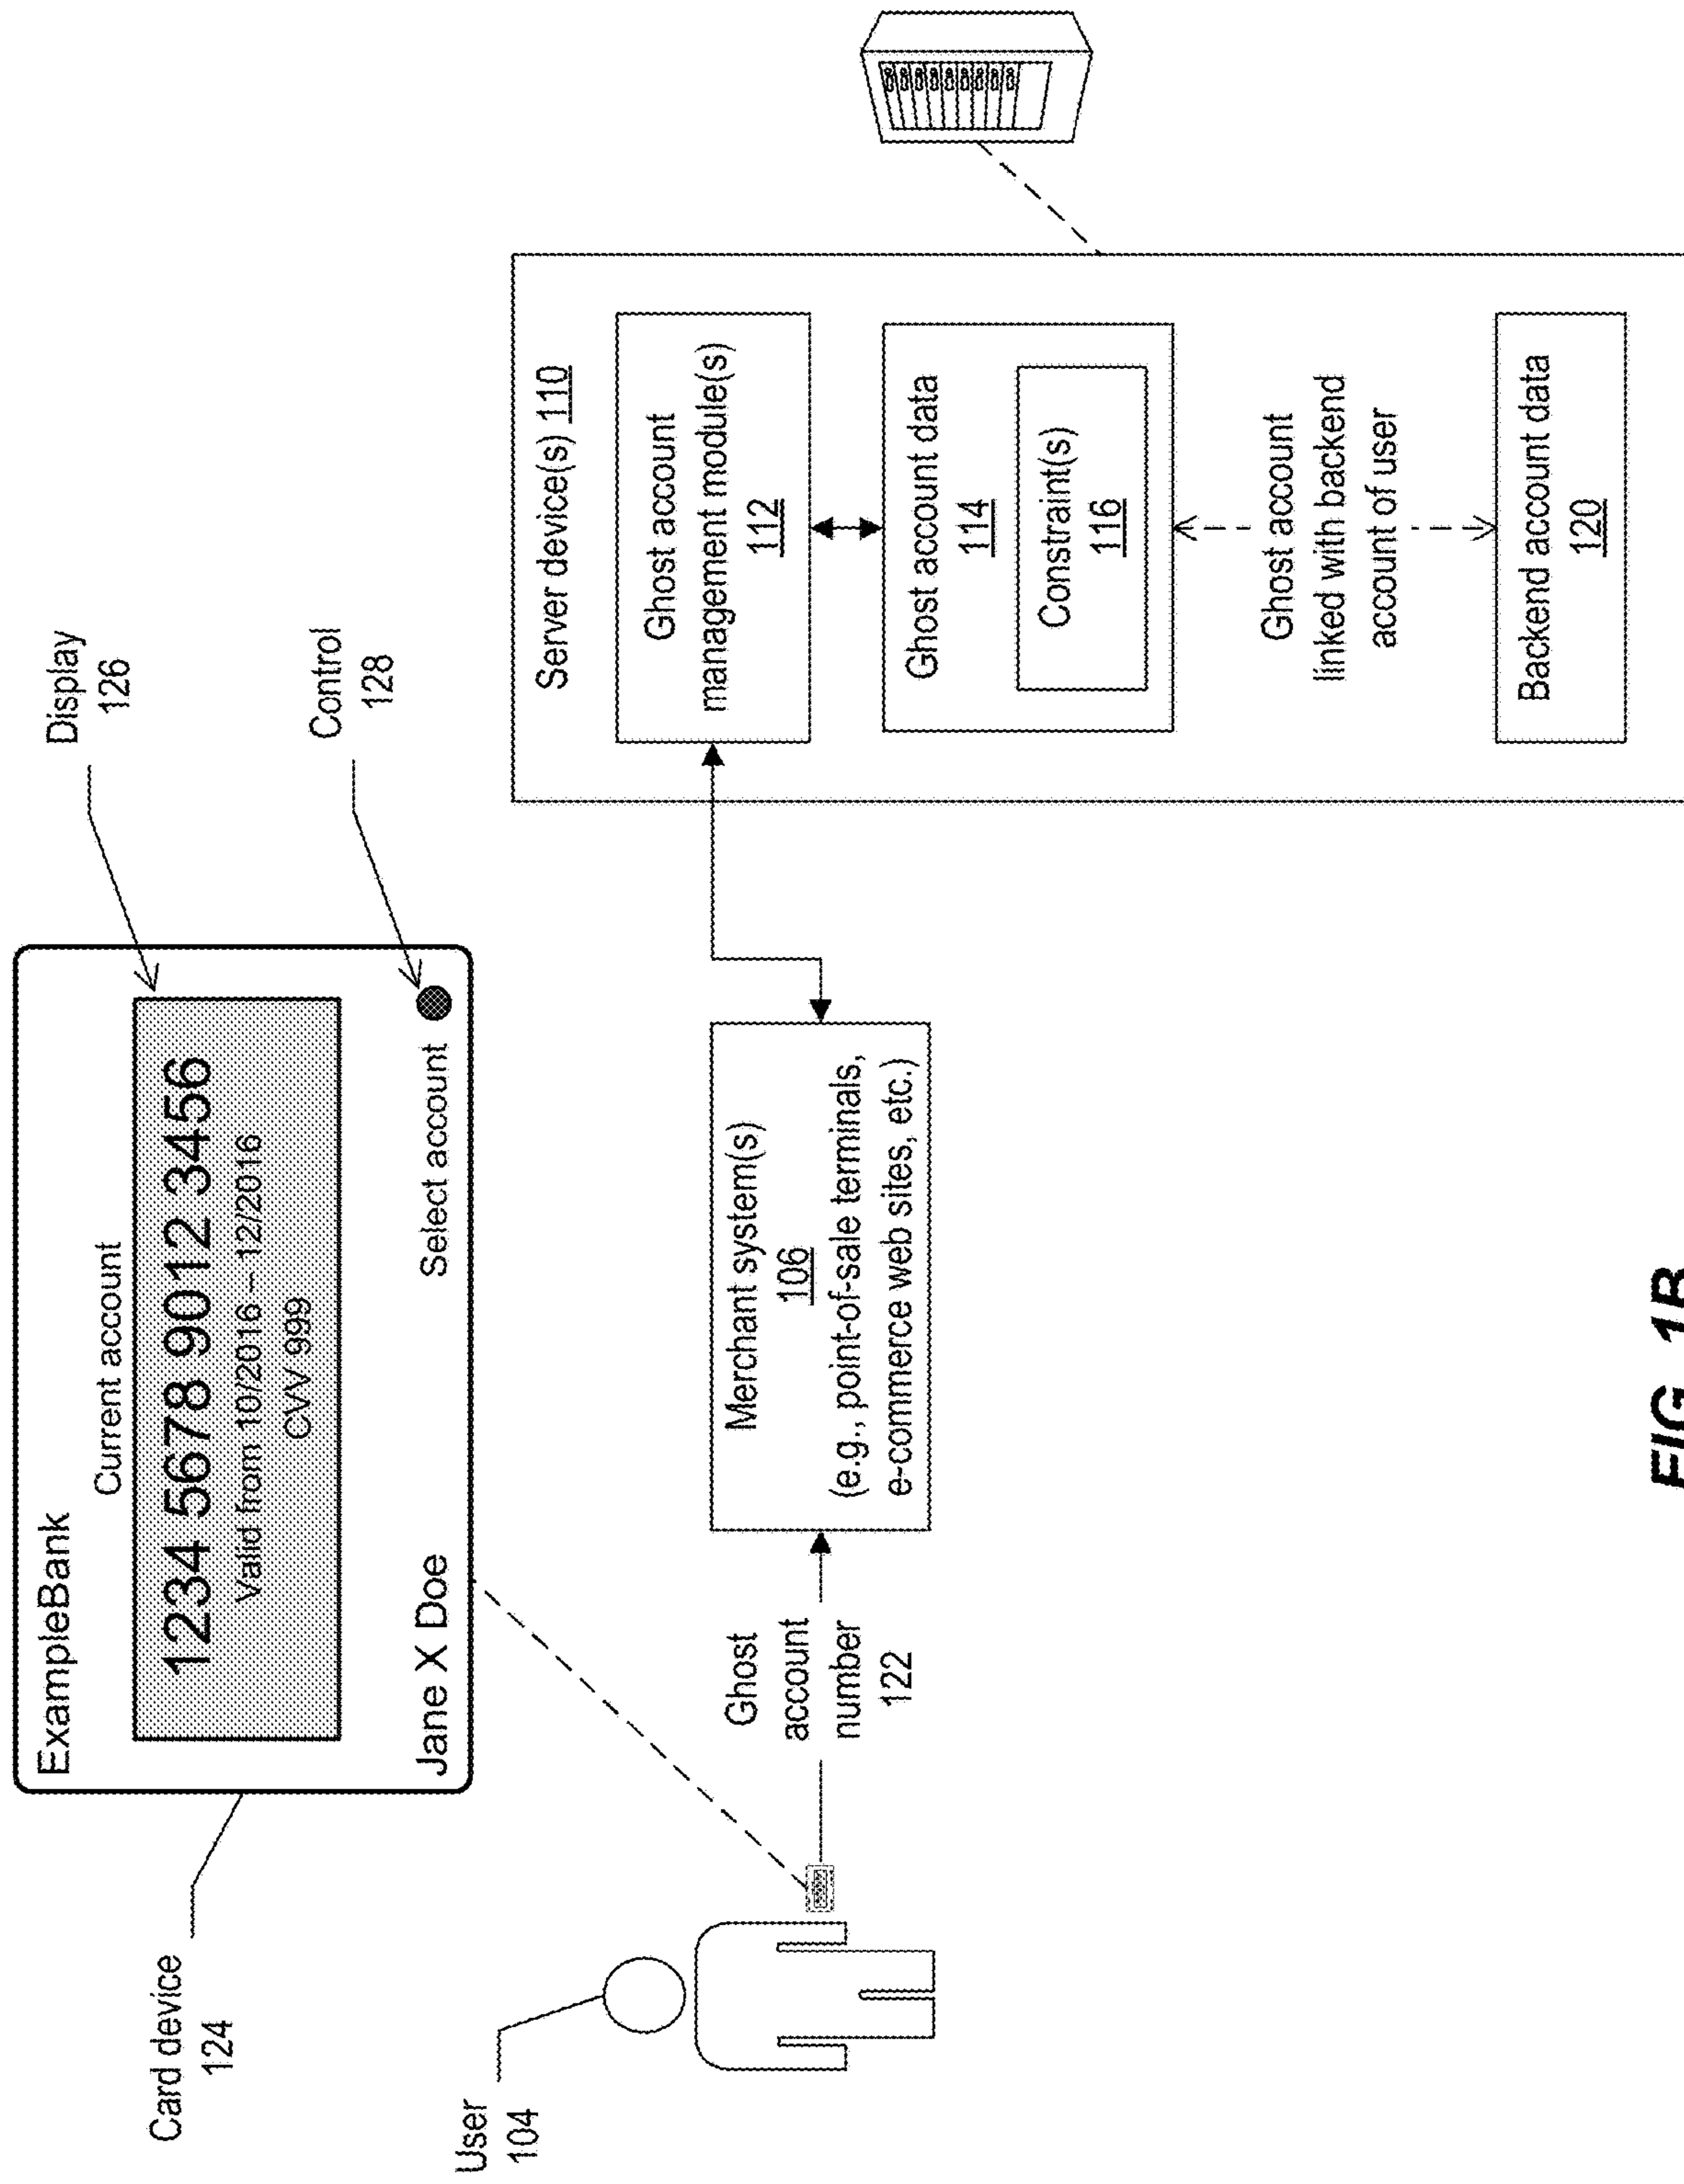 Card device
124
ExampleBank
Current account
1234 5678 9012 3456
Valid from 10/2016 – 12/2016
CVV 999
Jane X Doe
Select account
Display
126
Control
128
User
104
Ghost
account
number
122
Merchant system(s)
106
(e.g., point-of-sale terminals,
e-commerce web sites, etc.)
Server device(s) 110
Ghost account
management module(s)
112
Ghost account data
114
Constraint(s)
116
Ghost account
linked with backend
account of user
Backend account data
120
FIG. 1B